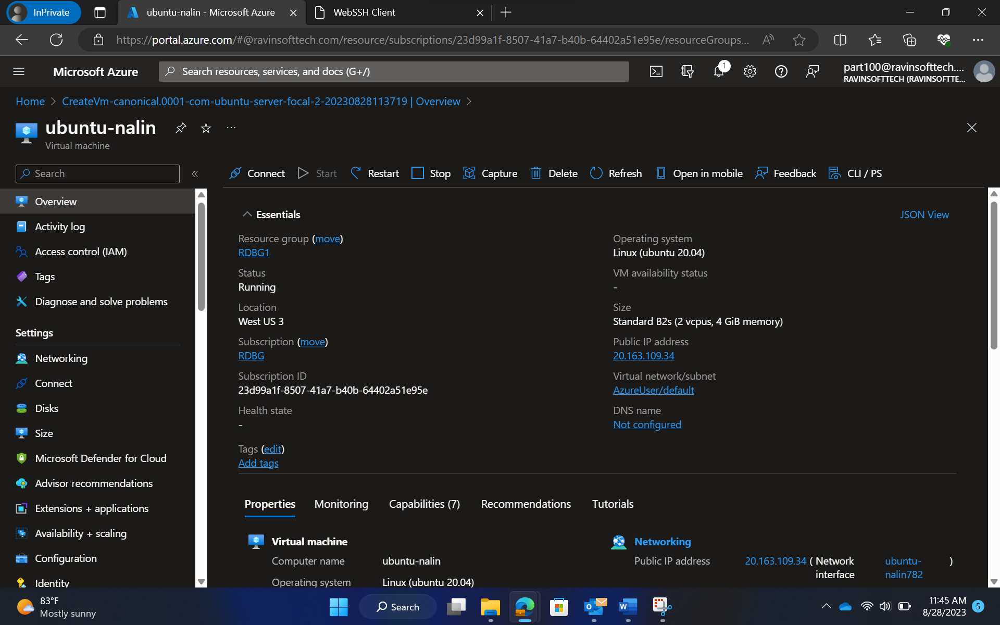 InPrivate
ubuntu-nalin - Microsoft Azure
WebSSH Client
https://portal.azure.com/#@ravinsofttech.com/resource/subscriptions/23d99a1f-8507-41a7-b40b-64402a51e95e/resourceGroups...
Microsoft Azure
Search resources, services, and docs (G+/)
1
part100@ravinsofttech....
RAVINSOFTTECH (RAVINSOFTTE...
Home > CreateVm-canonical.0001-com-ubuntu-server-focal-2-20230828113719 | Overview >
ubuntu-nalin
Virtual machine
Search
Connect
Start
Restart
Stop
Capture
Delete
Refresh
Open in mobile
Feedback
CLI / PS
Overview
Activity log
Access control (IAM)
Tags
Diagnose and solve problems
Settings
Networking
Connect
Disks
Size
Microsoft Defender for Cloud
Advisor recommendations
Extensions + applications
Availability + scaling
Configuration
Identity
Essentials
JSON View
Resource group (move)
RDBG1
Status
Running
Location
West US 3
Subscription (move)
RDBG
Subscription ID
23d99a1f-8507-41a7-b40b-64402a51e95e
Health state
-
Operating system
Linux (ubuntu 20.04)
VM availability status
-
Size
Standard B2s (2 vcpus, 4 GiB memory)
Public IP address
20.163.109.34
Virtual network/subnet
AzureUser/default
DNS name
Not configured
Tags (edit)
Add tags
Properties
Monitoring
Capabilities (7)
Recommendations
Tutorials
Virtual machine
Computer name
ubuntu-nalin
Operating system
Linux (ubuntu 20.04)
Networking
Public IP address
20.163.109.34 ( Network interface ubuntu-nalin782 )
83°F
Mostly sunny
Search
11:45 AM
8/28/2023
5